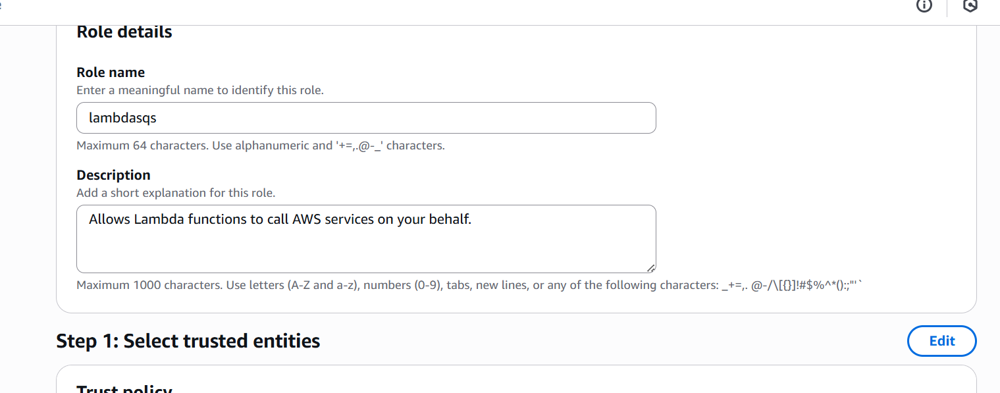 Role details
Role name
Enter a meaningful name to identify this role.
lambdasqs
Maximum 64 characters. Use alphanumeric and '+=,.@-_' characters.
Description
Add a short explanation for this role.
Allows Lambda functions to call AWS services on your behalf.
Maximum 1000 characters. Use letters (A-Z and a-z), numbers (0-9), tabs, new lines, or any of the following characters: _+=,. @-/\[{}]!#$%^*();:"'`
Step 1: Select trusted entities
Edit
Trust policy